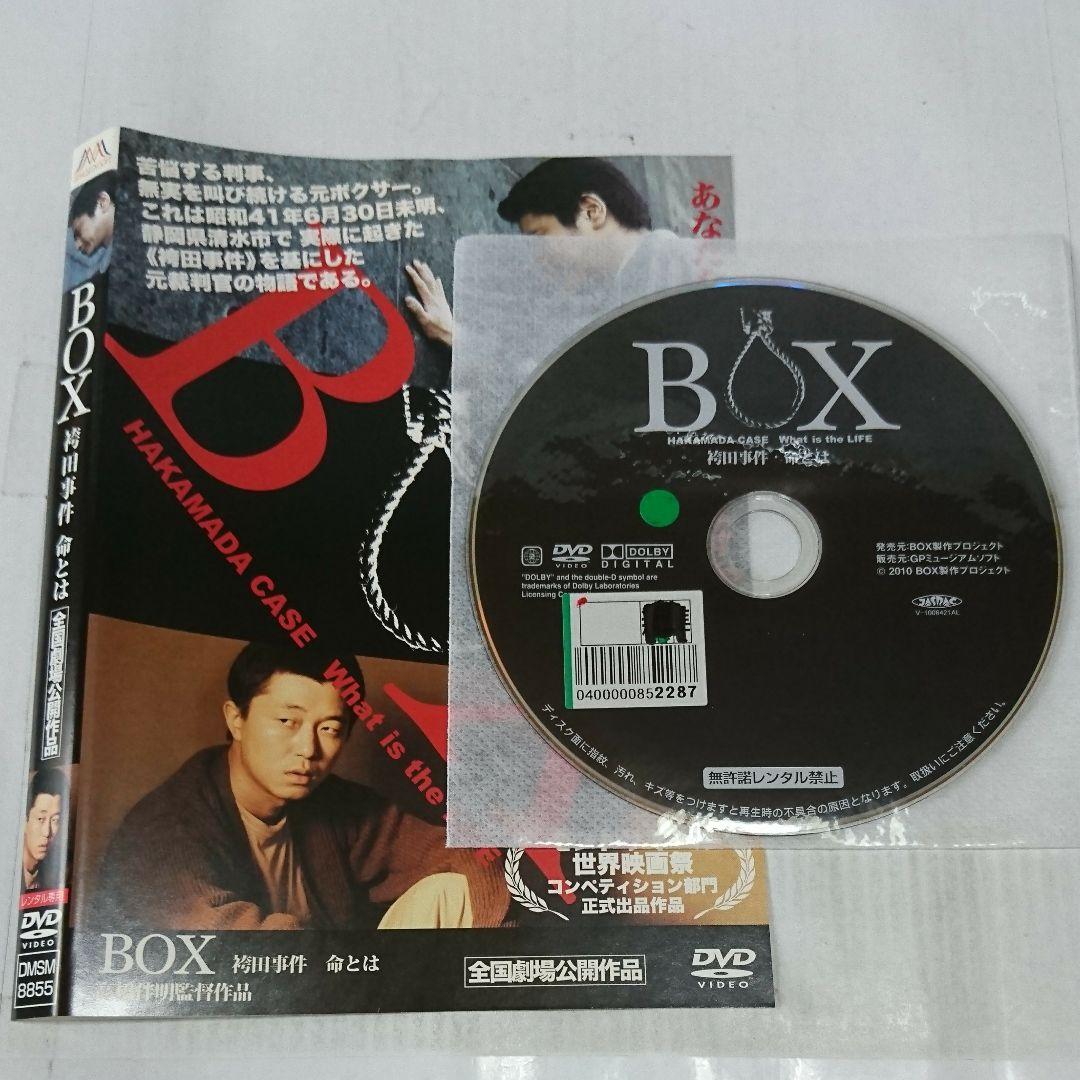 BOX 袴田事件 命とは 全国劇場公開作品
レンタル専用
DVD
VIDEO
DMSM
8855
苦悩する判事、
無実を叫び続ける元ボクサー。
これは昭和41年6月30日未明、
静岡県清水市で 実際に起きた
《袴田事件》を基にした
元裁判官の物語である。
あなた
B
HAKAMADA CASE What is the
世界映画祭
コンペティション部門
正式出品作品
BOX 袴田事件 命とは
伴明監督作品
全国劇場公開作品
DVD
VIDEO
BOX
HAKAMADA CASE What is the LIFE
袴田事件 命とは
DVD
VIDEO
DOLBY
DIGITAL
"DOLBY" and the double-D symbol are
trademarks of Dolby Laboratories
Licensing
発売元:BOX製作プロジェクト
販売元:GPミュージアムソフト
© 2010 BOX製作プロジェクト
JASRAC
V-1006421AL
0400000852287
無許諾レンタル禁止
ディスク面に指紋、汚れ、キズ等をつけますと再生時の不具合の原因となります。取扱いにご注意ください。